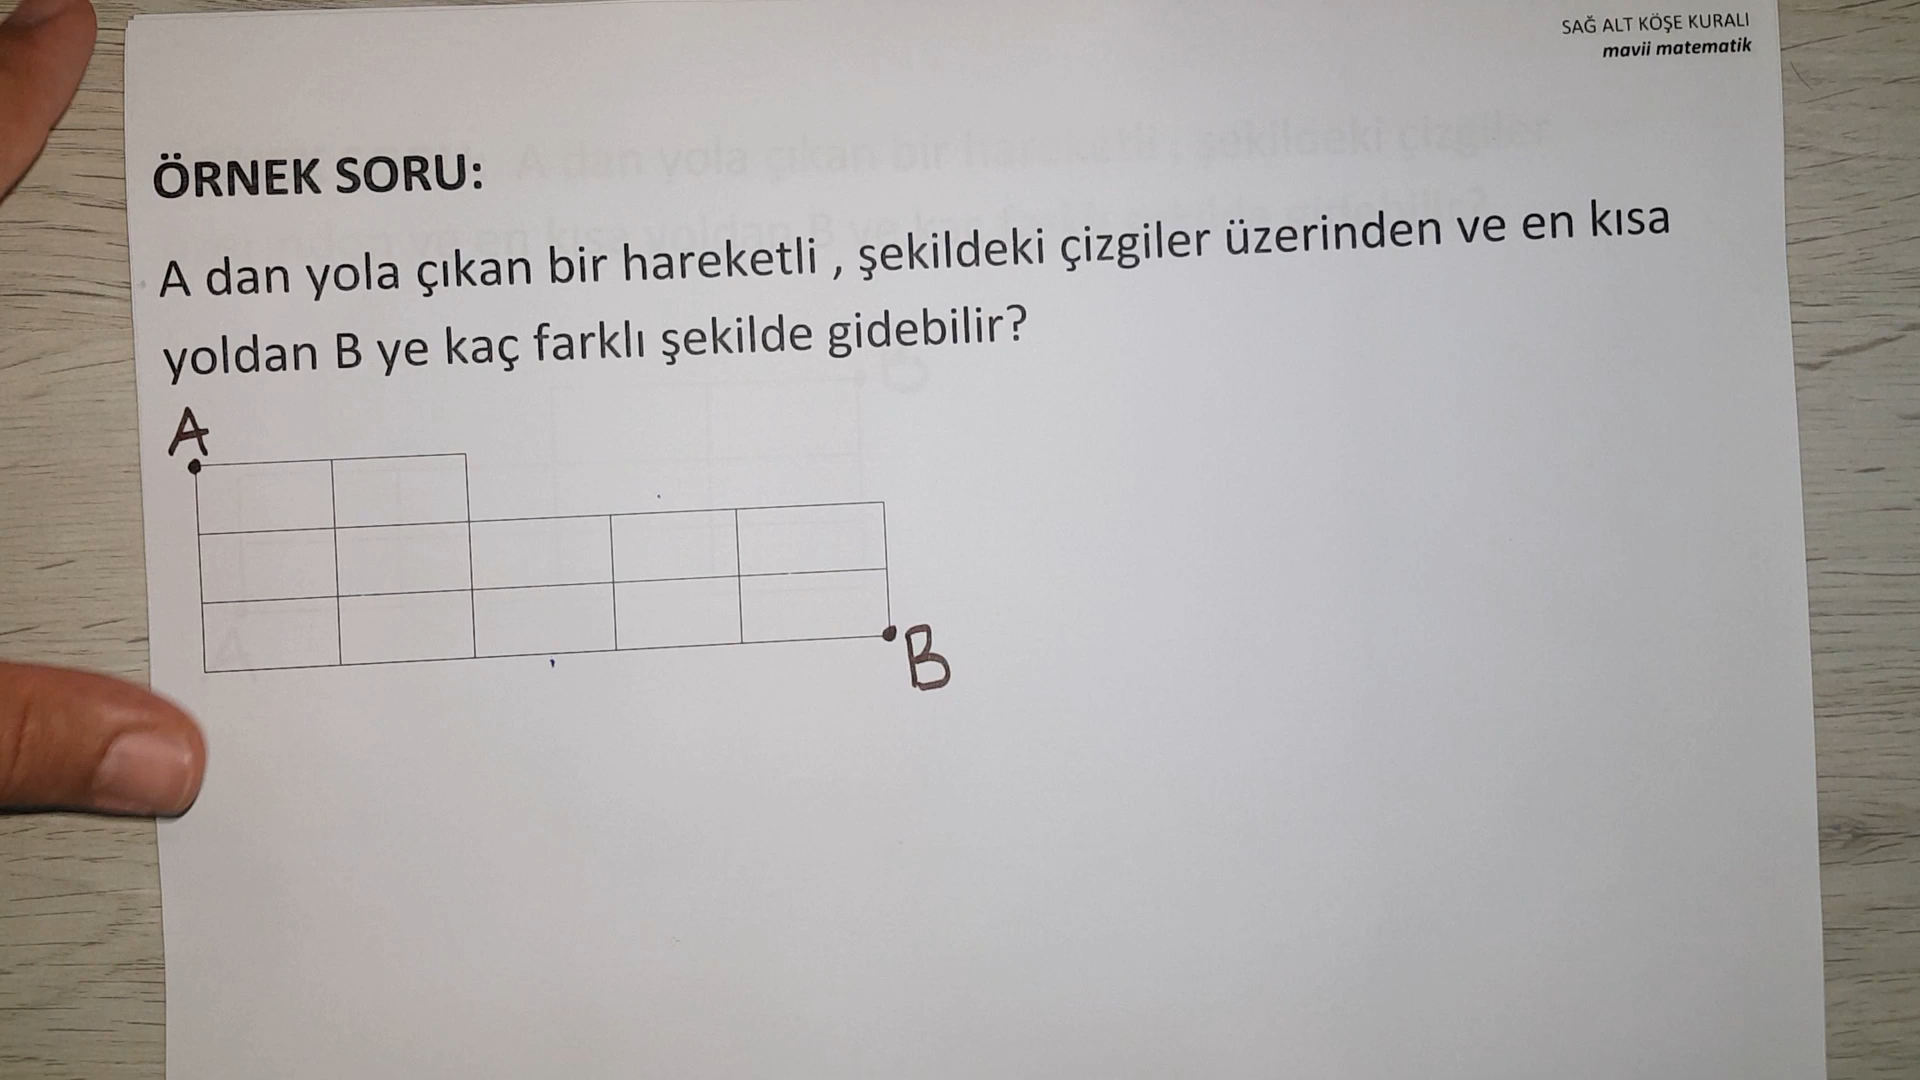 SAĞ ALT KÖŞE KURALI
mavii matematik
ÖRNEK SORU:
A dan yola çıkan bir hareketli , şekildeki çizgiler üzerinden ve en kısa
yoldan B ye kaç farklı şekilde gidebilir?
A
B